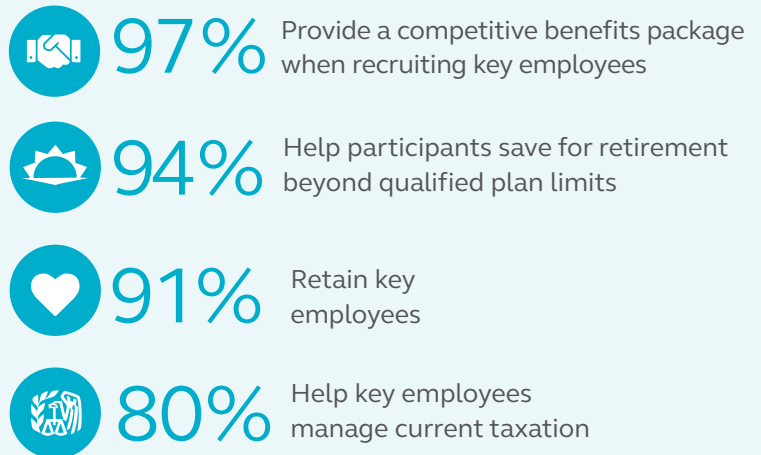 97%
Provide a competitive benefits package
when recruiting key employees
94%
Help participants save for retirement
beyond qualified plan limits
91%
Retain key
employees
80%
Help key employees
manage current taxation